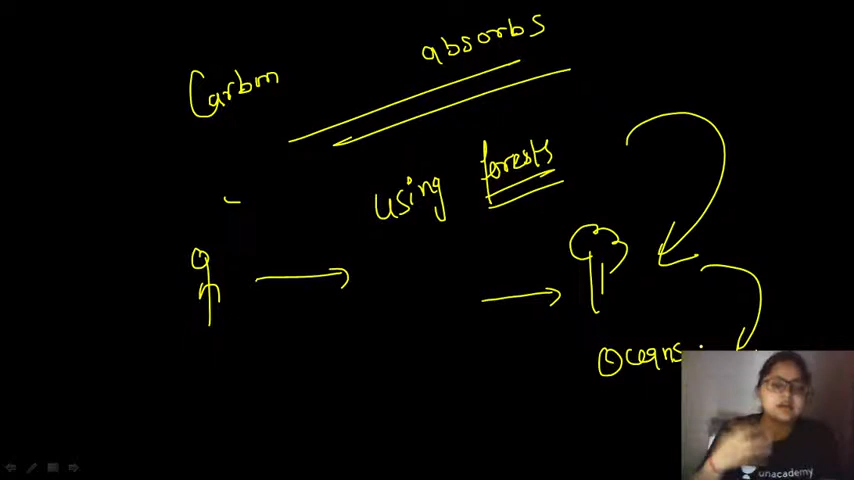 absorbs
Carbon
using forests
Oceans
unacademy